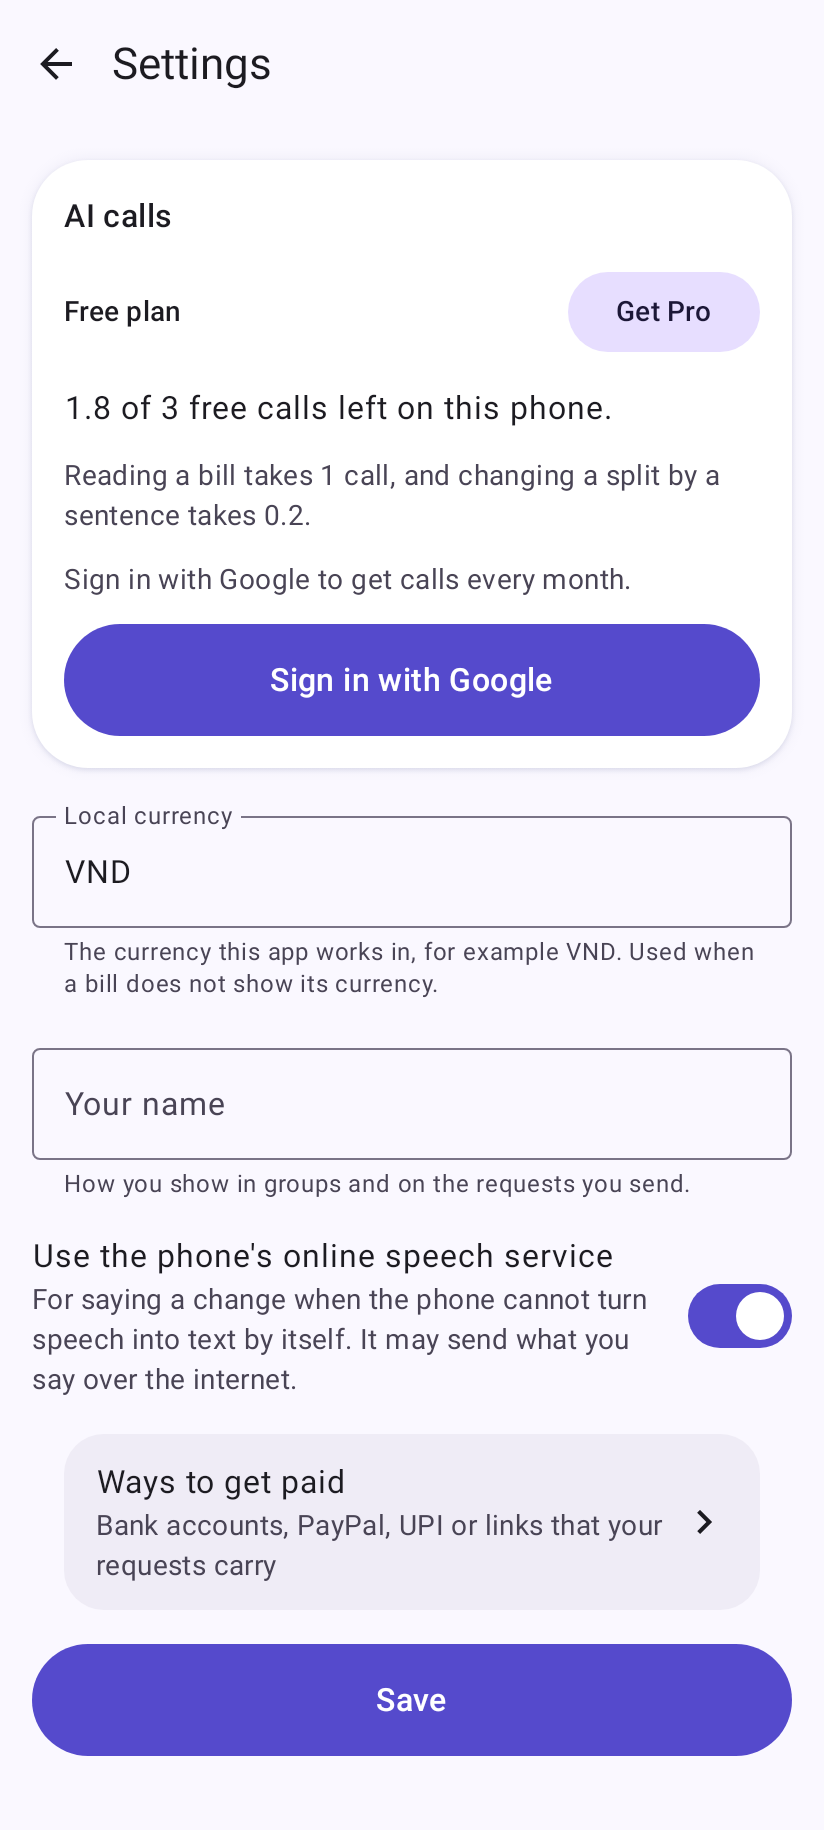 Settings
AI calls
Free plan
Get Pro
1.8 of 3 free calls left on this phone.
Reading a bill takes 1 call, and changing a split by a
sentence takes 0.2.
Sign in with Google to get calls every month.
Sign in with Google
Local currency
VND
The currency this app works in, for example VND. Used when
a bill does not show its currency.
Your name
How you show in groups and on the requests you send.
Use the phone's online speech service
For saying a change when the phone cannot turn
speech into text by itself. It may send what you
say over the internet.
Ways to get paid
Bank accounts, PayPal, UPI or links that your
requests carry
Save